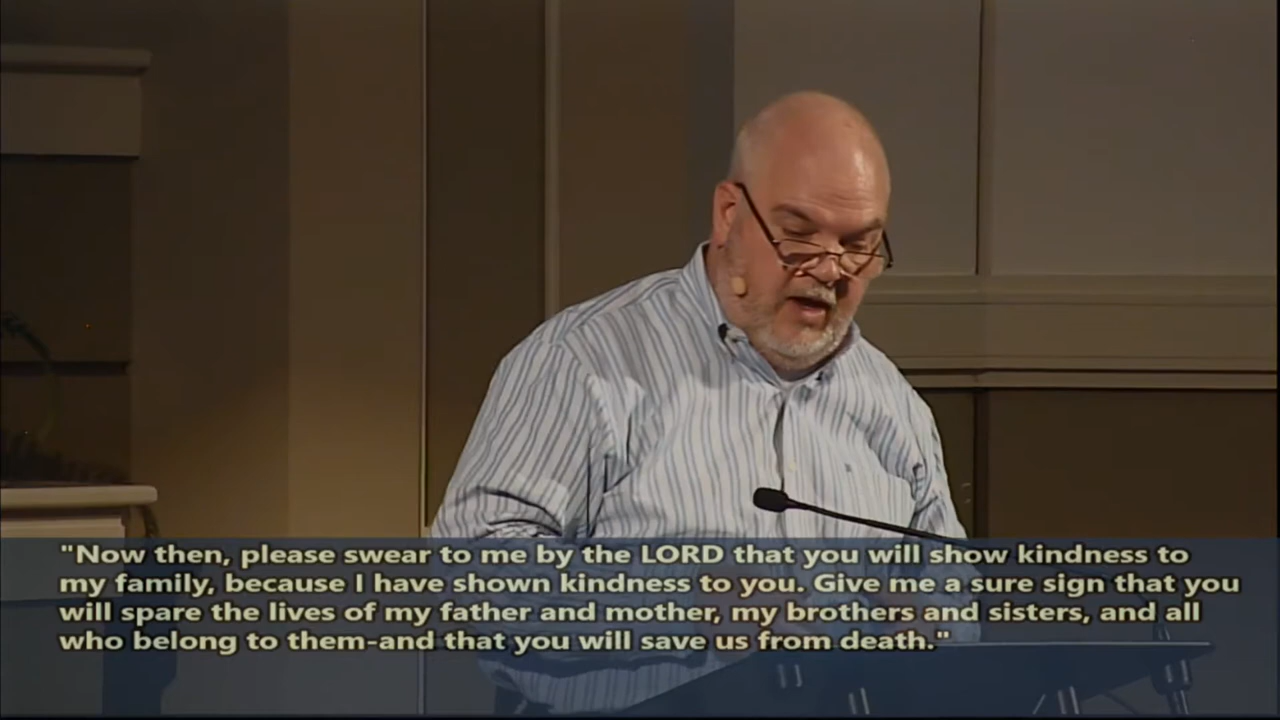 "Now then, please swear to me by the LORD that you will show kindness to
my family, because I have shown kindness to you. Give me a sure sign that you
will spare the lives of my father and mother, my brothers and sisters, and all
who belong to them-and that you will save us from death."